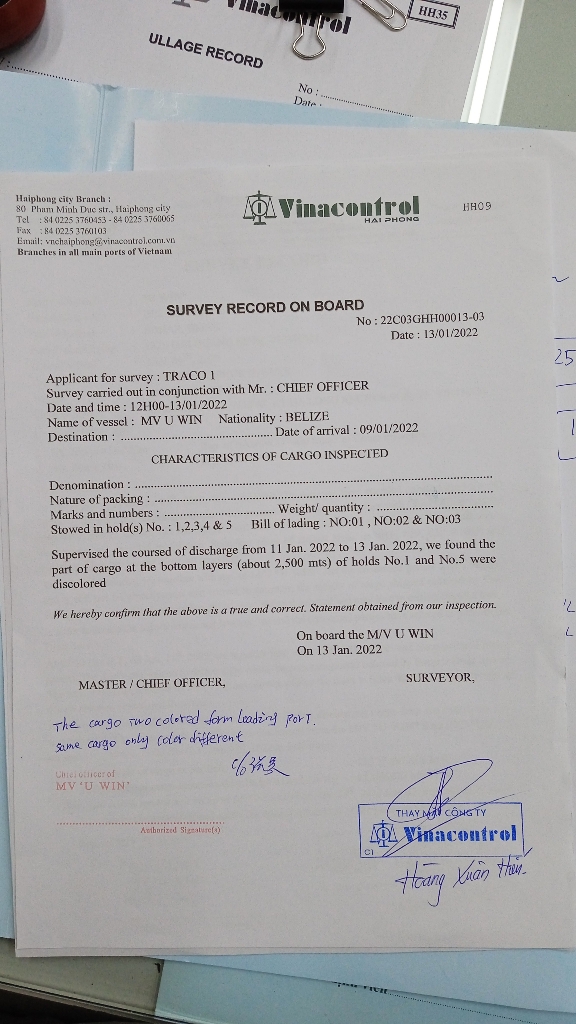 Vinacontrol
HH35
ULLAGE RECORD
No :
Date :
Haiphong city Branch :
80 Pham Minh Duc str., Haiphong city
Tel : 84 0225 3760453 - 84 0225 3760065
Fax : 84 0225 3760103
Email: vnchaiphong@vinacontrol.com.vn
Branches in all main ports of Vietnam
Vinacontrol
HAI PHONG
HH09
SURVEY RECORD ON BOARD
No : 22C03GHH00013-03
Date : 13/01/2022
Applicant for survey : TRACO 1
Survey carried out in conjunction with Mr. : CHIEF OFFICER
Date and time : 12H00-13/01/2022
Name of vessel : MV U WIN Nationality : BELIZE
Destination : ................................................ Date of arrival : 09/01/2022
CHARACTERISTICS OF CARGO INSPECTED
Denomination : ................................................
Nature of packing : ................................................
Marks and numbers : ................................ Weight/ quantity : ................................
Stowed in hold(s) No. : 1,2,3,4 & 5 Bill of lading : NO:01 , NO:02 & NO:03
Supervised the coursed of discharge from 11 Jan. 2022 to 13 Jan. 2022, we found the
part of cargo at the bottom layers (about 2,500 mts) of holds No.1 and No.5 were
discolored
We hereby confirm that the above is a true and correct. Statement obtained from our inspection.
On board the M/V U WIN
On 13 Jan. 2022
MASTER / CHIEF OFFICER,
SURVEYOR,
The cargo two colored form loading port.
same cargo only color different
c/o
Chief officer of
MV 'U WIN'
Authorized Signature(s)
THAY MẶT CÔNG TY
Vinacontrol
C1
Hoàng Xuân
25